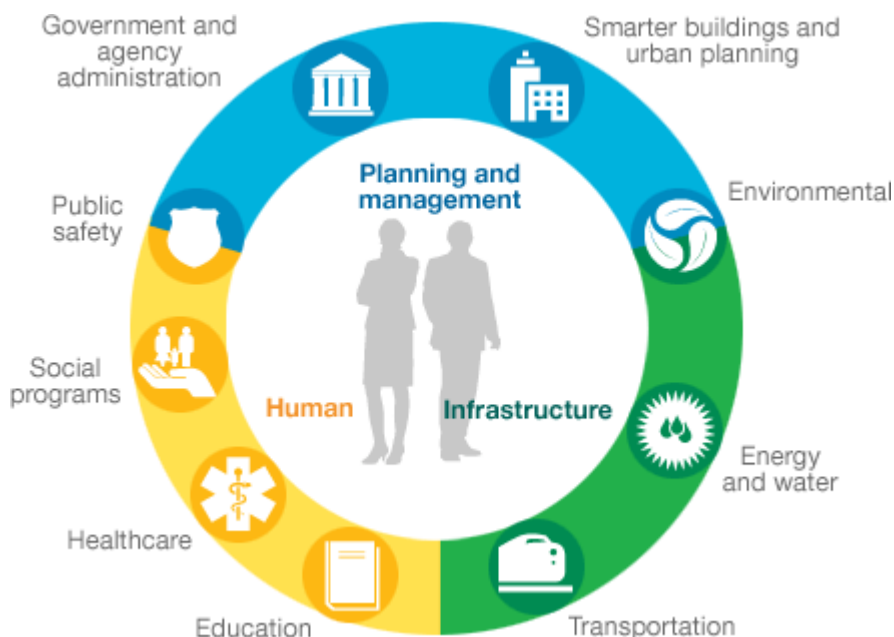 Government and
agency
administration
Smarter buildings and
urban planning
Planning and
management
Public
safety
Environmental
Social
programs
Human
Infrastructure
Energy
and water
Healthcare
Education
Transportation